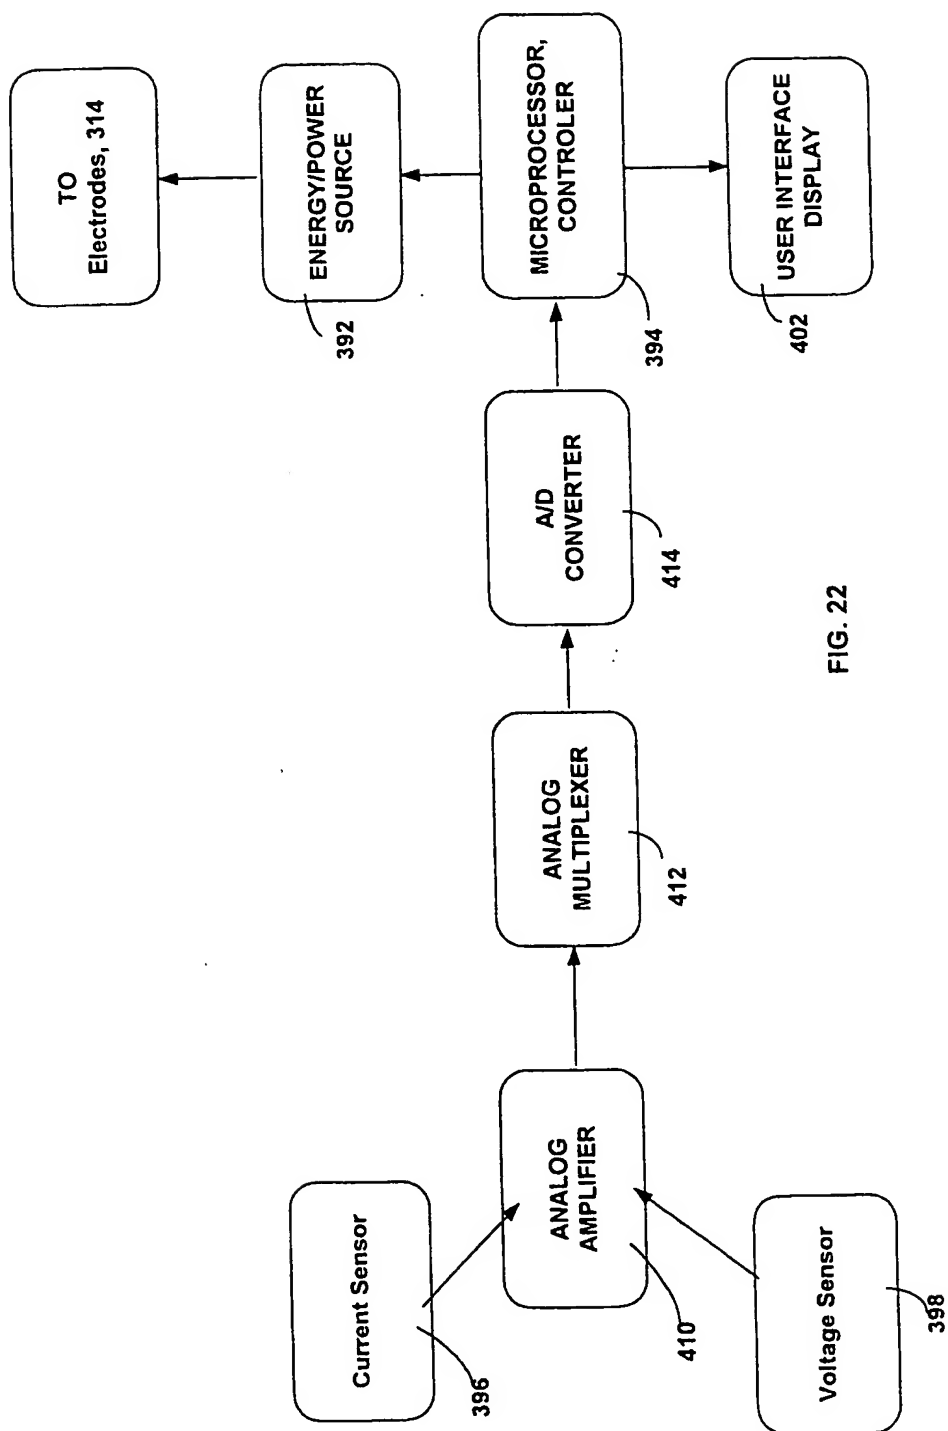 Current Sensor
396
Voltage Sensor
398
ANALOG
AMPLIFIER
410
ANALOG
MULTIPLEXER
412
A/D
CONVERTER
414
MICROPROCESSOR,
CONTROLER
394
ENERGY/POWER
SOURCE
392
TO
Electrodes, 314
USER INTERFACE
DISPLAY
402
FIG. 22